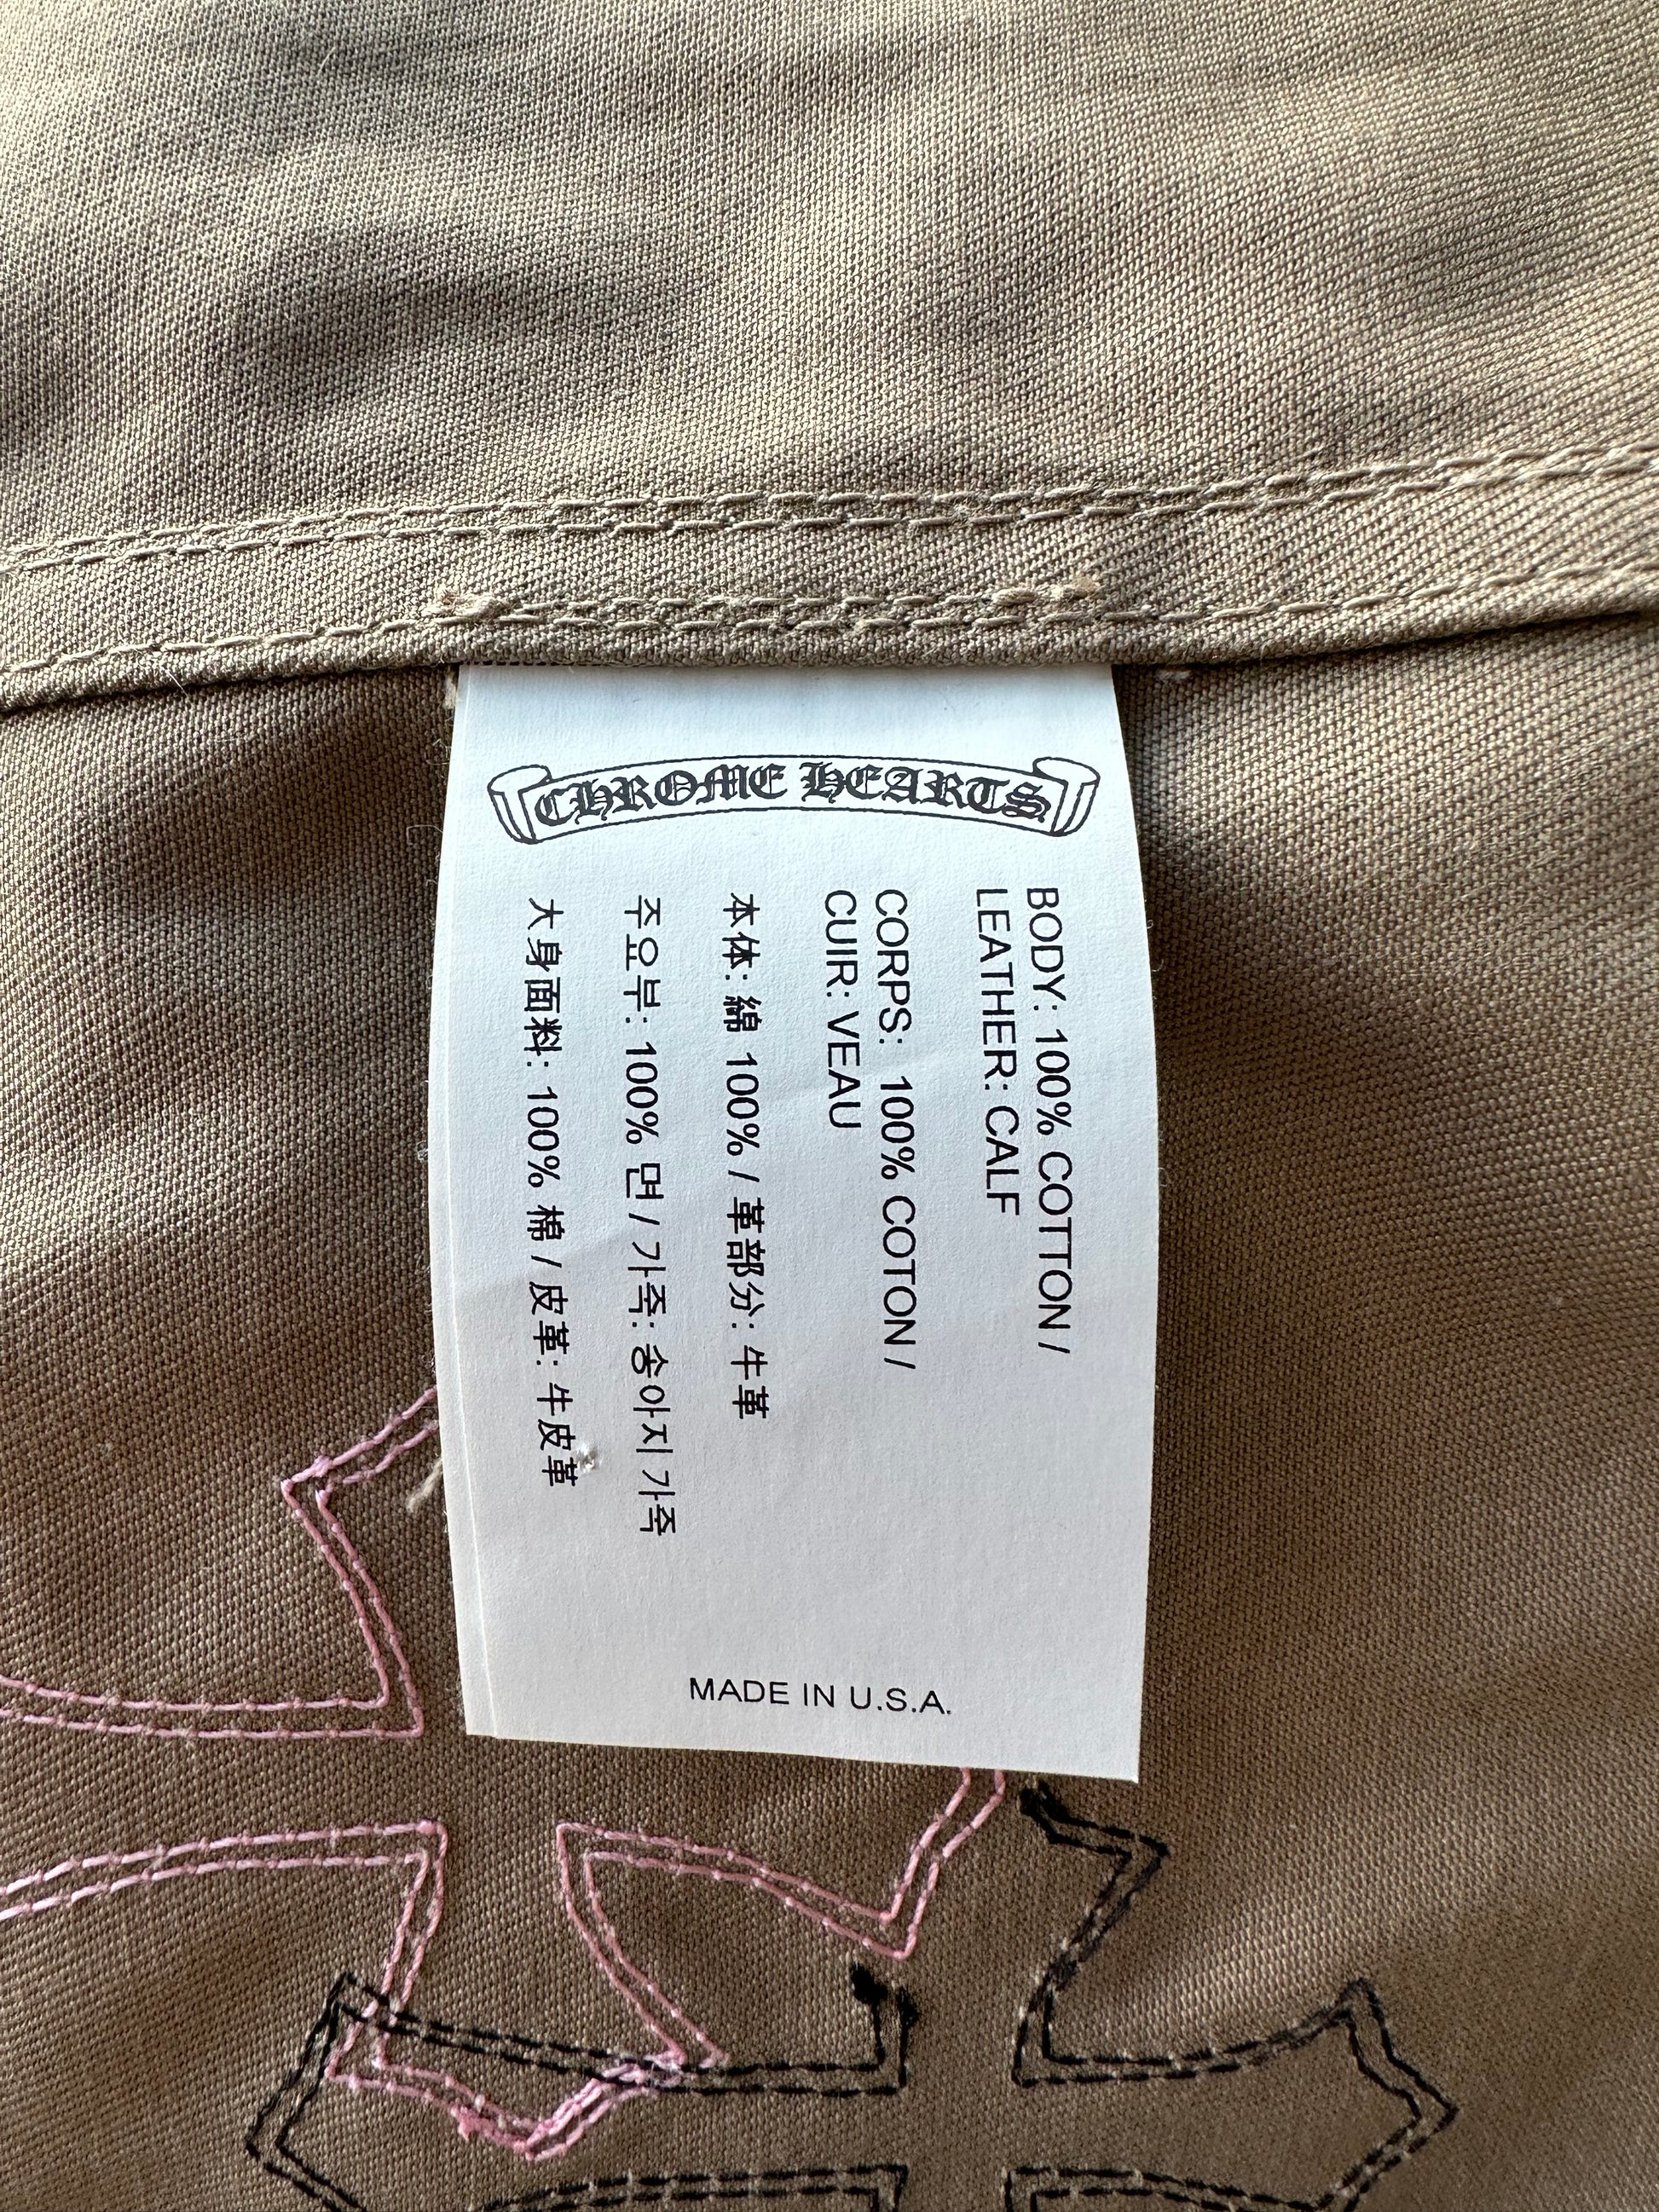 CHROME HEARTS
BODY: 100% COTTON /
LEATHER: CALF
CORPS: 100% COTON /
CUIR: VEAU
本体: 綿 100% / 革部分: 牛革
주요부: 100% 면 / 가죽: 송아지 가죽
大身面料: 100% 棉 / 皮革: 牛皮革
MADE IN U.S.A.